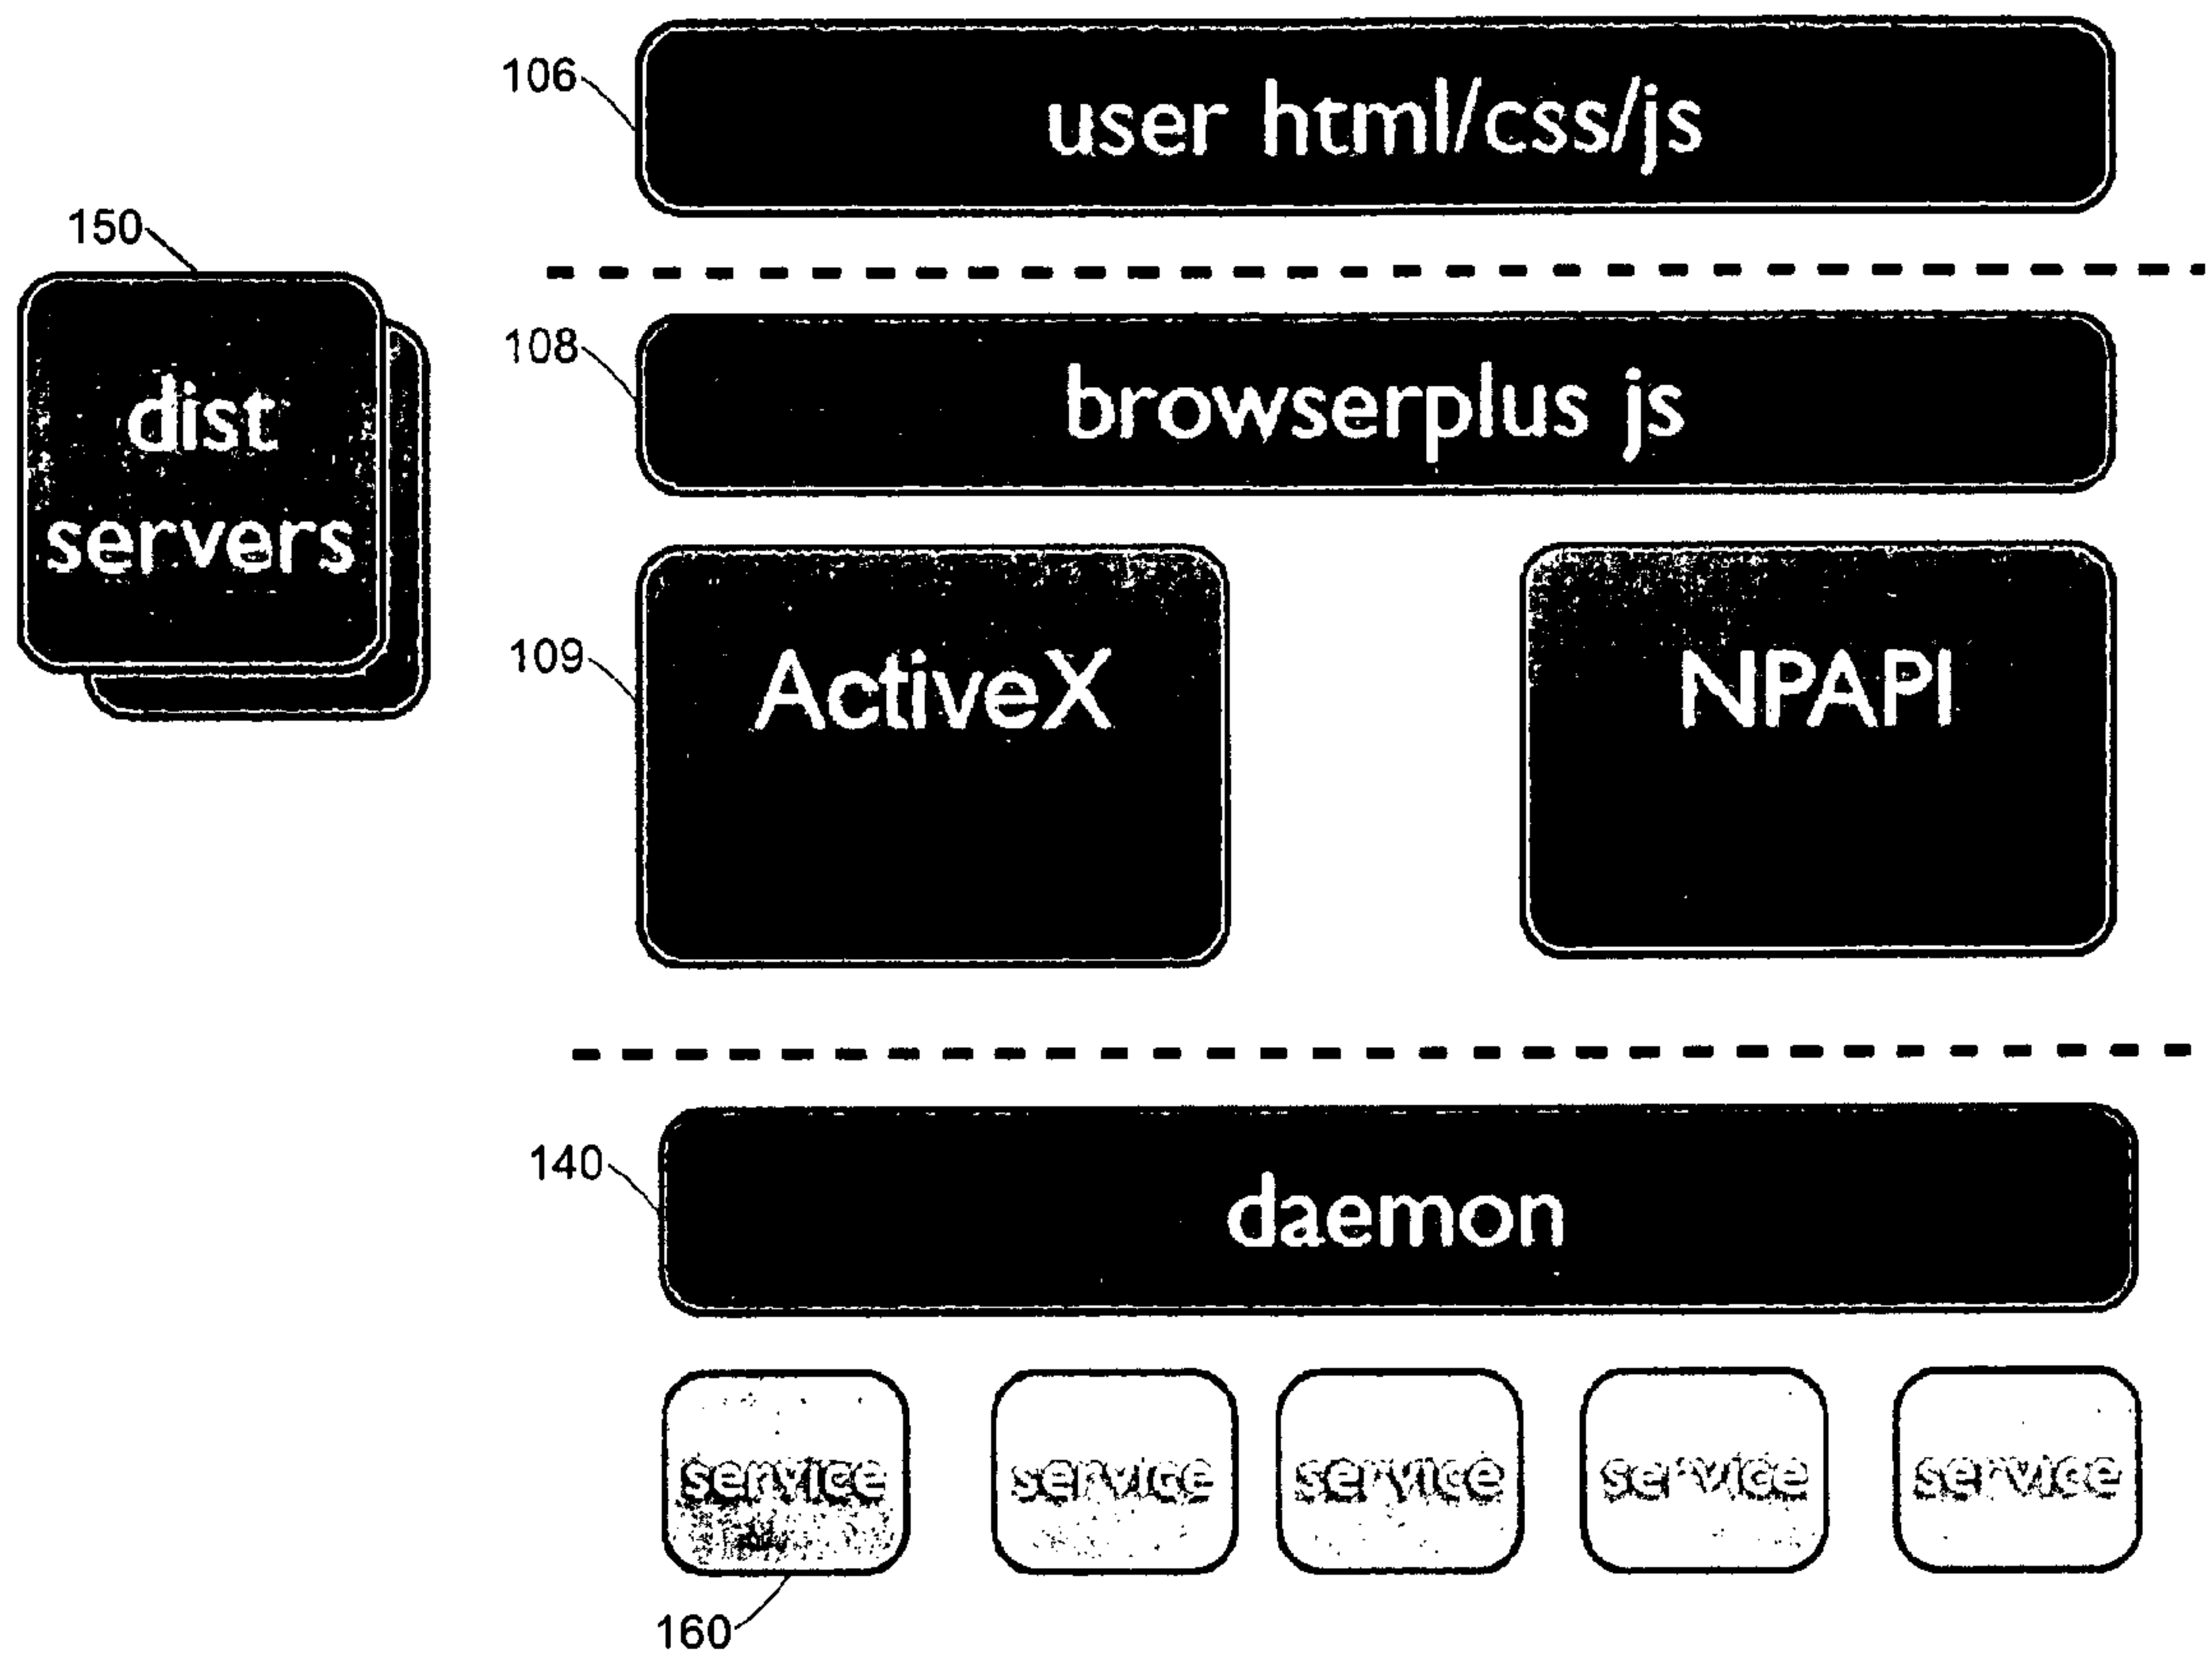 106
user html/css/js
150
dist
servers
108
browserplus js
109
ActiveX
NPAPI
140
daemon
service
service
service
service
service
160